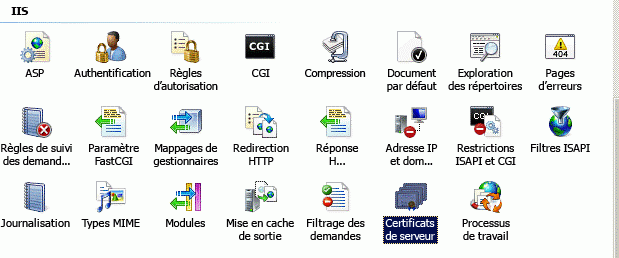 IIS
CGI
404
CGI
ASP
Authentification
Règles
d'autorisation
CGI
Compression
Document
par défaut
Exploration
des répertoires
Pages
d'erreurs
Règles de suivi
des demand...
Paramètre
FastCGI
Mappages de
gestionnaires
Redirection
HTTP
Réponse
H...
Adresse IP
et dom...
Restrictions
ISAPI et CGI
Filtres ISAPI
Journalisation
Types MIME
Modules
Mise en cache
de sortie
Filtrage des
demandes
Certificats
de serveur
Processus
de travail